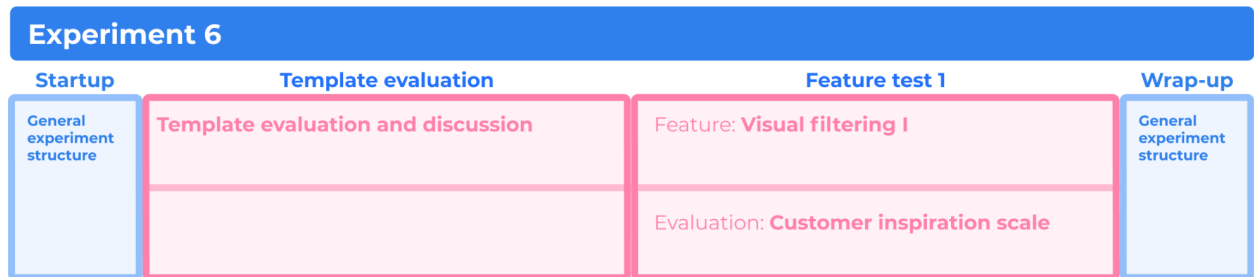 Experiment 6
Startup
Template evaluation
Feature test 1
Wrap-up
General
experiment
structure
Template evaluation and discussion
Feature: Visual filtering I
Evaluation: Customer inspiration scale
General
experiment
structure